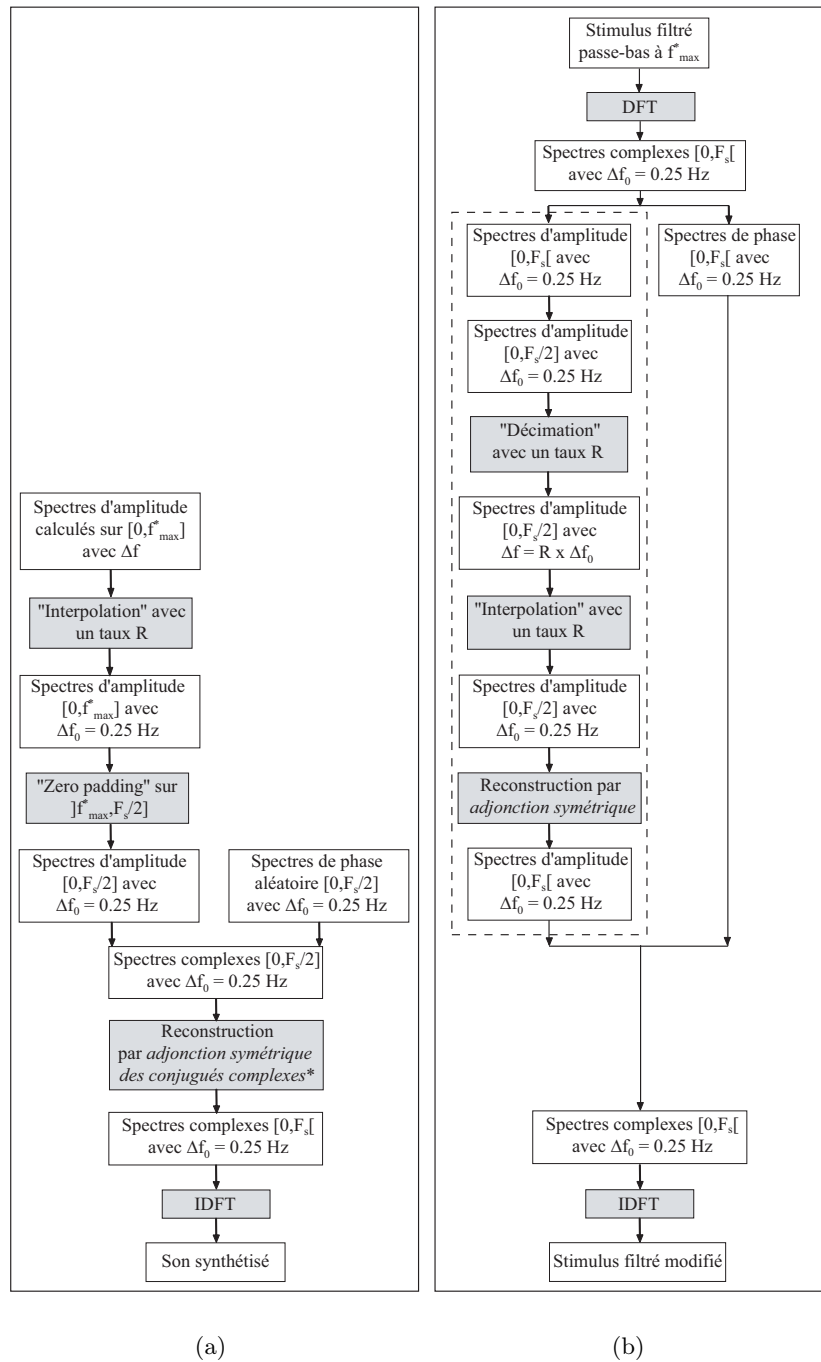 Spectres d'amplitude
calculés sur [0,f*max]
avec Δf
"Interpolation" avec
un taux R
Spectres d'amplitude
[0,f*max] avec
Δf0 = 0.25 Hz
"Zero padding" sur
]f*max,Fs/2]
Spectres d'amplitude
[0,Fs/2] avec
Δf0 = 0.25 Hz
Spectres de phase
aléatoire [0,Fs/2]
avec Δf0 = 0.25 Hz
Spectres complexes [0,Fs/2]
avec Δf0 = 0.25 Hz
Reconstruction
par adjonction symétrique
des conjugués complexes*
Spectres complexes [0,Fs[
avec Δf0 = 0.25 Hz
IDFT
Son synthétisé
(a)
Stimulus filtré
passe-bas à f*max
DFT
Spectres complexes [0,Fs[
avec Δf0 = 0.25 Hz
Spectres d'amplitude
[0,Fs[ avec
Δf0 = 0.25 Hz
Spectres de phase
[0,Fs[ avec
Δf0 = 0.25 Hz
Spectres d'amplitude
[0,Fs/2] avec
Δf0 = 0.25 Hz
"Décimation"
avec un taux R
Spectres d'amplitude
[0,Fs/2] avec
Δf = R x Δf0
"Interpolation" avec
un taux R
Spectres d'amplitude
[0,Fs/2] avec
Δf0 = 0.25 Hz
Reconstruction par
adjonction symétrique
Spectres d'amplitude
[0,Fs[ avec
Δf0 = 0.25 Hz
Spectres complexes [0,Fs[
avec Δf0 = 0.25 Hz
IDFT
Stimulus filtré modifié
(b)